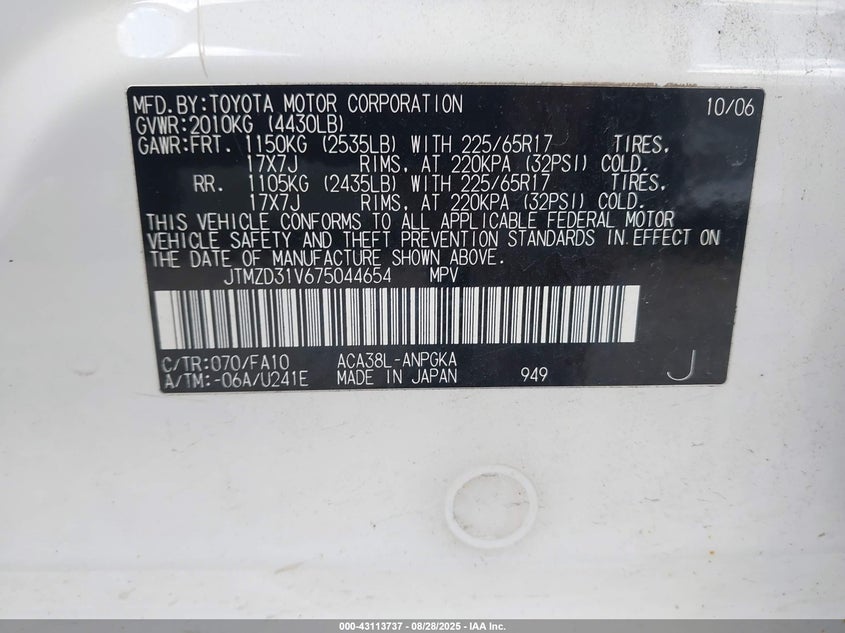 MFD.BY:TOYOTA MOTOR CORPORATION 10/06
GVWR:2010KG (4430LB)
GAWR:FRT. 1150KG (2535LB) WITH 225/65R17 TIRES,
17X7J RIMS, AT 220KPA (32PSI) COLD.
RR. 1105KG (2435LB) WITH 225/65R17 TIRES,
17X7J RIMS, AT 220KPA (32PSI) COLD.
THIS VEHICLE CONFORMS TO ALL APPLICABLE FEDERAL MOTOR
VEHICLE SAFETY AND THEFT PREVENTION STANDARDS IN EFFECT ON
THE DATE OF MANUFACTURE SHOWN ABOVE.
JTMZD31V675044654 MPV
C/TR:070/FA10 ACA38L-ANPGKA
A/TM:-06A/U241E MADE IN JAPAN 949 J
000-43113737 - 08/28/2025 - IAA Inc.